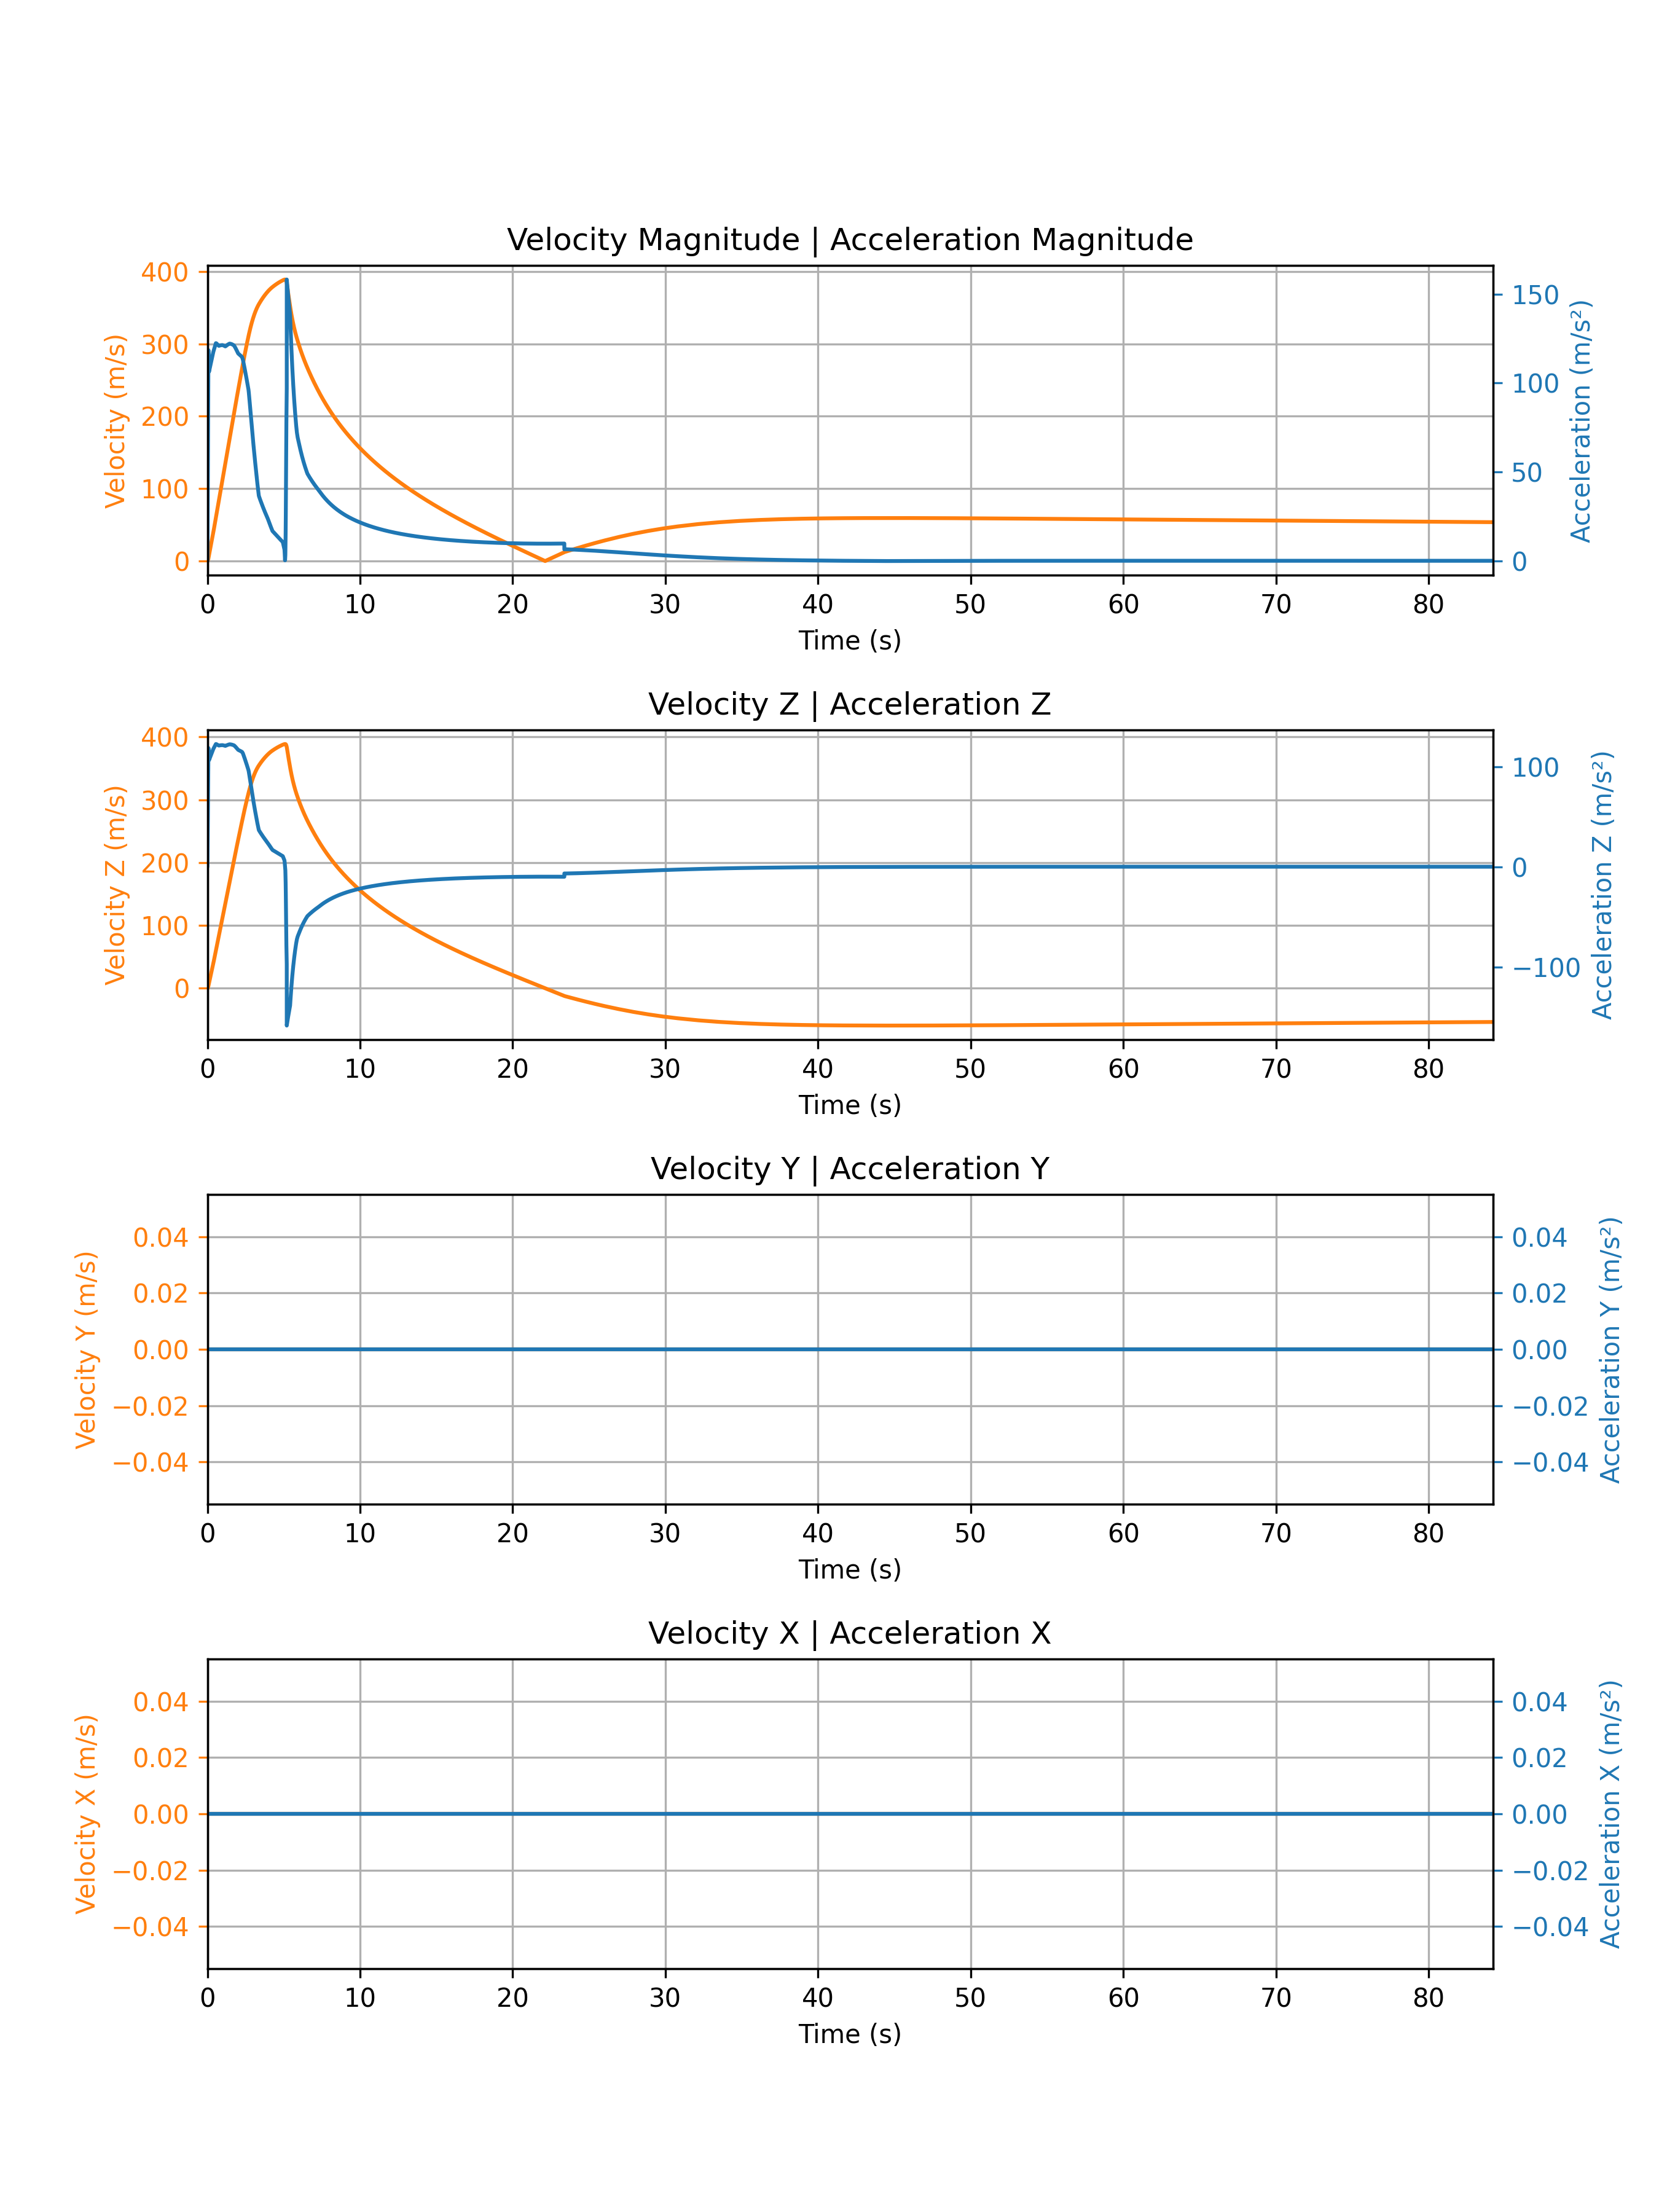 Velocity Magnitude | Acceleration Magnitude
400
300
200
100
0
Velocity (m/s)
150
100
50
0
Acceleration (m/s²)
0 10 20 30 40 50 60 70 80
Time (s)
Velocity Z | Acceleration Z
400
300
200
100
0
Velocity Z (m/s)
100
0
−100
Acceleration Z (m/s²)
0 10 20 30 40 50 60 70 80
Time (s)
Velocity Y | Acceleration Y
0.04
0.02
0.00
−0.02
−0.04
Velocity Y (m/s)
0.04
0.02
0.00
−0.02
−0.04
Acceleration Y (m/s²)
0 10 20 30 40 50 60 70 80
Time (s)
Velocity X | Acceleration X
0.04
0.02
0.00
−0.02
−0.04
Velocity X (m/s)
0.04
0.02
0.00
−0.02
−0.04
Acceleration X (m/s²)
0 10 20 30 40 50 60 70 80
Time (s)